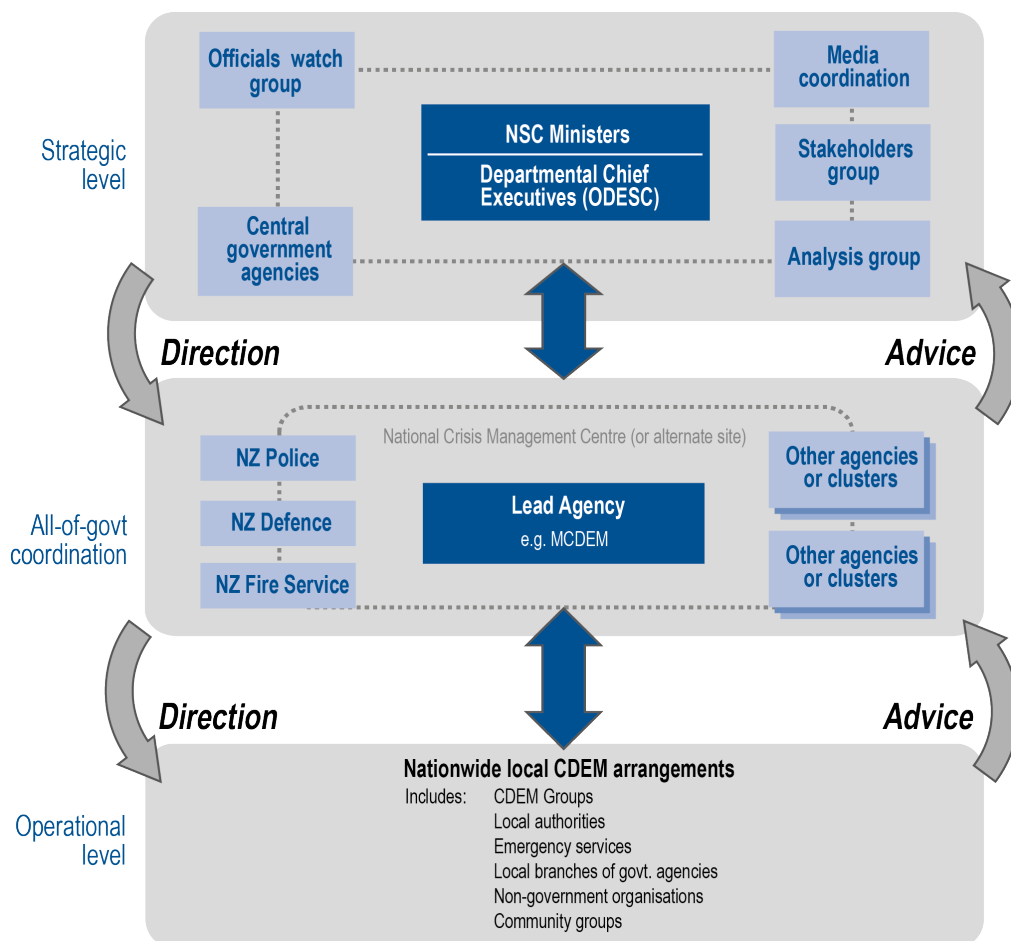 Officials watch
group
Media
coordination
NSC Ministers
Departmental Chief
Executives (ODESC)
Stakeholders
group
Strategic
level
Central
government
agencies
Analysis group
Direction
Advice
National Crisis Management Centre (or alternate site)
NZ Police
NZ Defence
NZ Fire Service
Lead Agency
e.g. MCDEM
Other agencies
or clusters
Other agencies
or clusters
All-of-govt
coordination
Direction
Advice
Nationwide local CDEM arrangements
Includes: CDEM Groups
Local authorities
Emergency services
Local branches of govt. agencies
Non-government organisations
Community groups
Operational
level